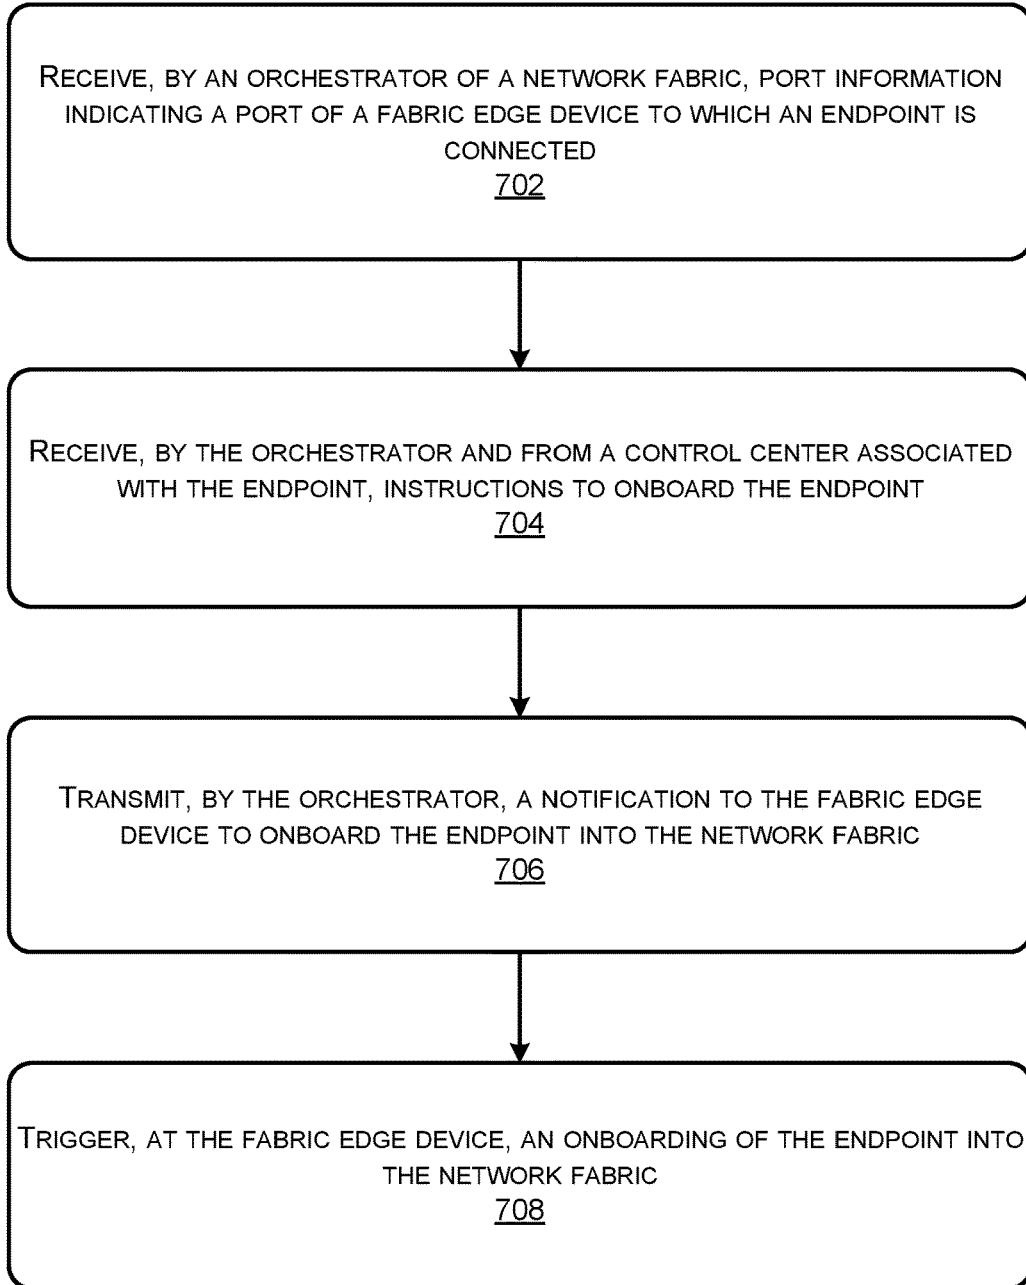 RECEIVE, BY AN ORCHESTRATOR OF A NETWORK FABRIC, PORT INFORMATION
INDICATING A PORT OF A FABRIC EDGE DEVICE TO WHICH AN ENDPOINT IS
CONNECTED
702
RECEIVE, BY THE ORCHESTRATOR AND FROM A CONTROL CENTER ASSOCIATED
WITH THE ENDPOINT, INSTRUCTIONS TO ONBOARD THE ENDPOINT
704
TRANSMIT, BY THE ORCHESTRATOR, A NOTIFICATION TO THE FABRIC EDGE
DEVICE TO ONBOARD THE ENDPOINT INTO THE NETWORK FABRIC
706
TRIGGER, AT THE FABRIC EDGE DEVICE, AN ONBOARDING OF THE ENDPOINT INTO
THE NETWORK FABRIC
708